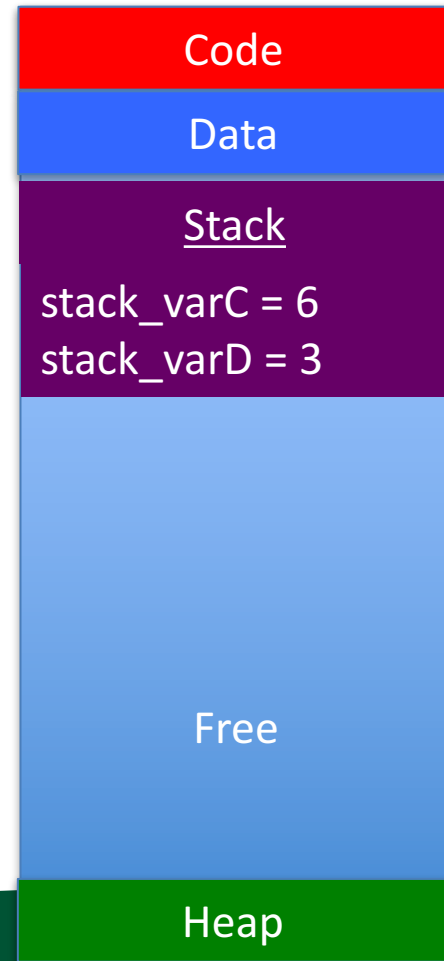 Code
Data
Stack
stack_varC = 6
stack_varD = 3
Free
Heap